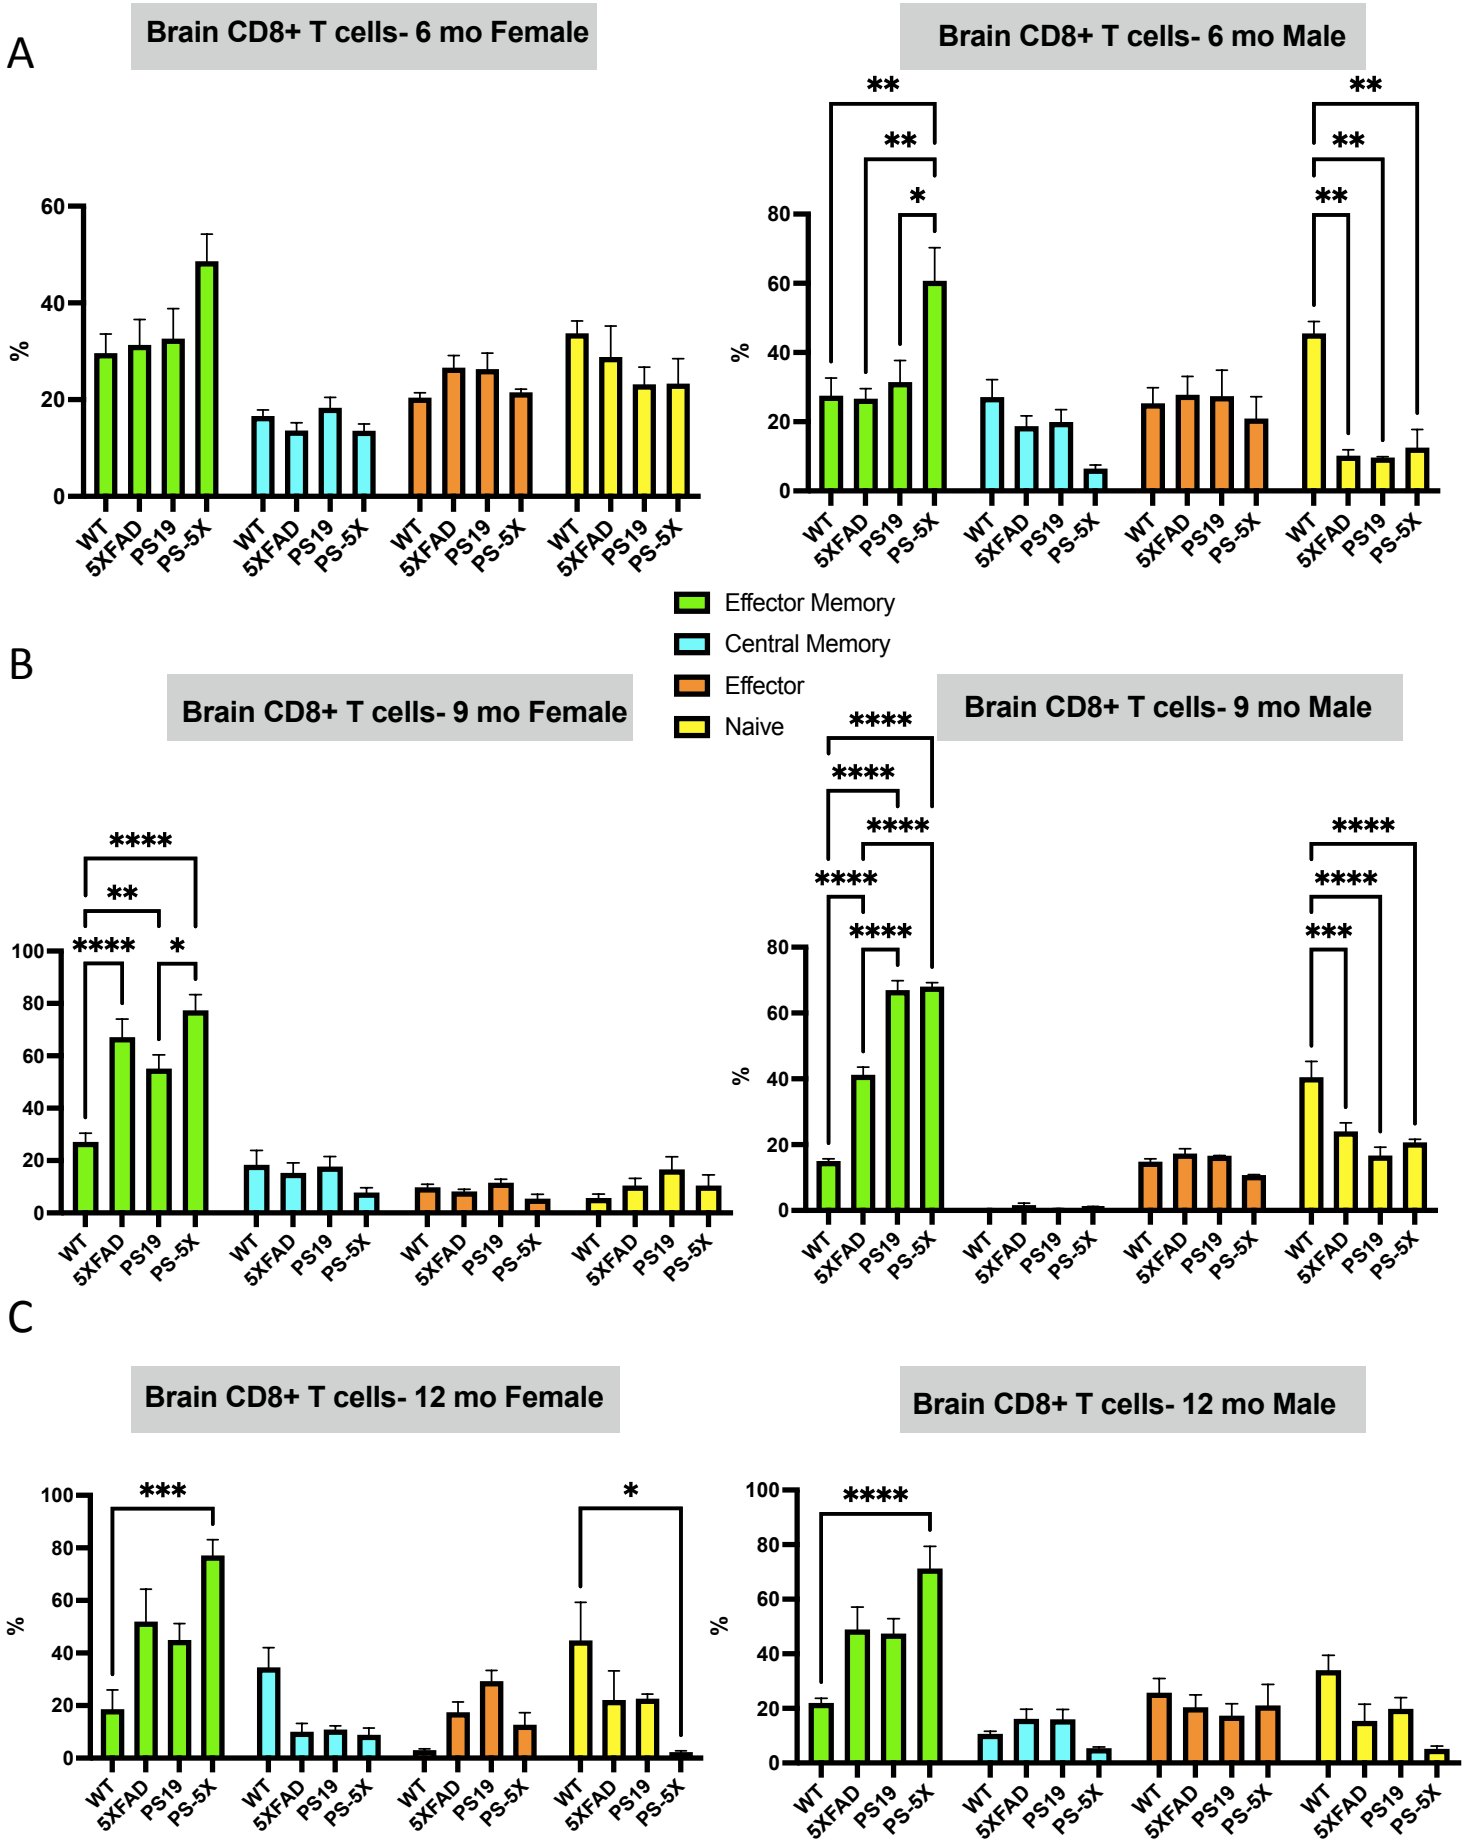 A
Brain CD8+ T cells- 6 mo Female
60
40
20
0
%
WT
5XFAD
PS19
PS-5X
WT
5XFAD
PS19
PS-5X
WT
5XFAD
PS19
PS-5X
WT
5XFAD
PS19
PS-5X
Brain CD8+ T cells- 6 mo Male
**
**
*
**
**
**
80
60
40
20
0
%
WT
5XFAD
PS19
PS-5X
WT
5XFAD
PS19
PS-5X
WT
5XFAD
PS19
PS-5X
WT
5XFAD
PS19
PS-5X
Effector Memory
Central Memory
Effector
Naive
B
Brain CD8+ T cells- 9 mo Female
****
**
****
*
100
80
60
40
20
0
WT
5XFAD
PS19
PS-5X
WT
5XFAD
PS19
PS-5X
WT
5XFAD
PS19
PS-5X
WT
5XFAD
PS19
PS-5X
Brain CD8+ T cells- 9 mo Male
****
****
****
****
****
****
****
***
80
60
40
20
0
%
WT
5XFAD
PS19
PS-5X
WT
5XFAD
PS19
PS-5X
WT
5XFAD
PS19
PS-5X
WT
5XFAD
PS19
PS-5X
C
Brain CD8+ T cells- 12 mo Female
***
*
100
80
60
40
20
0
%
WT
5XFAD
PS19
PS-5X
WT
5XFAD
PS19
PS-5X
WT
5XFAD
PS19
PS-5X
WT
5XFAD
PS19
PS-5X
Brain CD8+ T cells- 12 mo Male
****
100
80
60
40
20
0
%
WT
5XFAD
PS19
PS-5X
WT
5XFAD
PS19
PS-5X
WT
5XFAD
PS19
PS-5X
WT
5XFAD
PS19
PS-5X